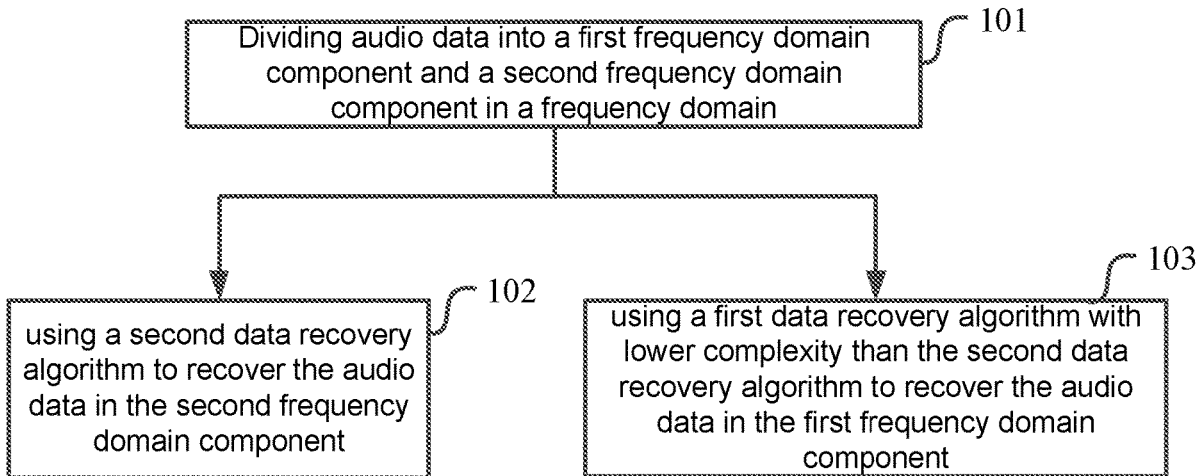 101
Dividing audio data into a first frequency domain
component and a second frequency domain
component in a frequency domain
102
using a second data recovery
algorithm to recover the audio
data in the second frequency
domain component
103
using a first data recovery algorithm with
lower complexity than the second data
recovery algorithm to recover the audio
data in the first frequency domain
component